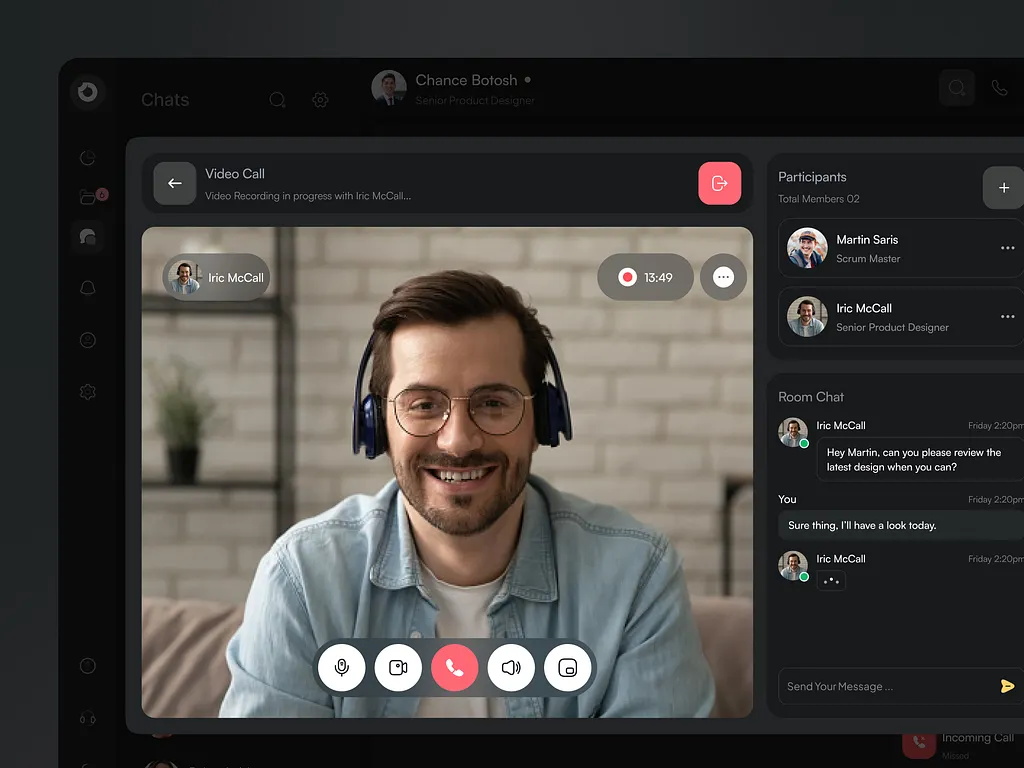 Chats
Chance Botosh
Senior Product Designer
Video Call
Video Recording in progress with Iric McCall...
Iric McCall
13:49
Participants
Total Members 02
Martin Saris
Scrum Master
Iric McCall
Senior Product Designer
Room Chat
Iric McCall
Friday 2:20pm
Hey Martin, can you please review the
latest design when you can?
You
Friday 2:20pm
Sure thing, I'll have a look today.
Iric McCall
Friday 2:20pm
Send Your Message ...
Incoming Call
Missed